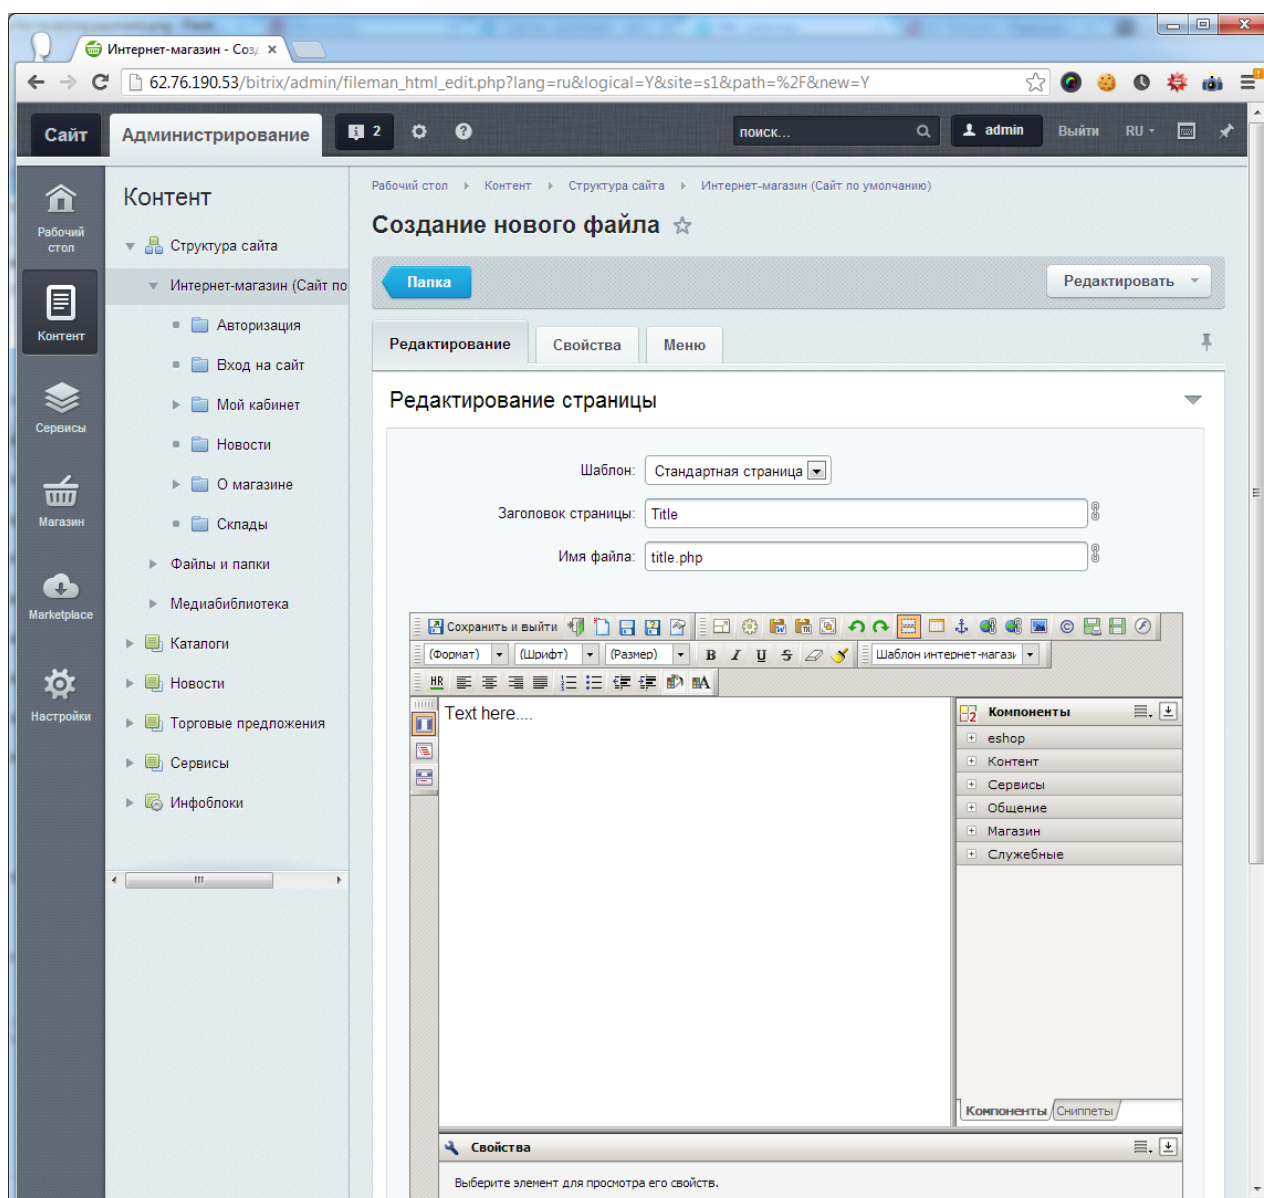 Интернет-магазин - Соз
62.76.190.53/bitrix/admin/fileman_html_edit.php?lang=ru&logical=Y&site=s1&path=%2F&new=Y
Сайт
Администрирование
2
поиск...
admin
Выйти
RU
Рабочий стол
Контент
Сервисы
Магазин
Marketplace
Настройки
Контент
Структура сайта
Интернет-магазин (Сайт по
Авторизация
Вход на сайт
Мой кабинет
Новости
О магазине
Склады
Файлы и папки
Медиабиблиотека
Каталоги
Новости
Торговые предложения
Сервисы
Инфоблоки
Рабочий стол Контент Структура сайта Интернет-магазин (Сайт по умолчанию)
Создание нового файла
Папка
Редактировать
Редактирование Свойства Меню
Редактирование страницы
Шаблон: Стандартная страница
Заголовок страницы: Title
Имя файла: title.php
Сохранить и выйти
(Формат) (Шрифт) (Размер) B I U S Шаблон интернет-магази
HR
Text here....
Компоненты
eshop
Контент
Сервисы
Общение
Магазин
Служебные
Компоненты Сниппеты
Свойства
Выберите элемент для просмотра его свойств.